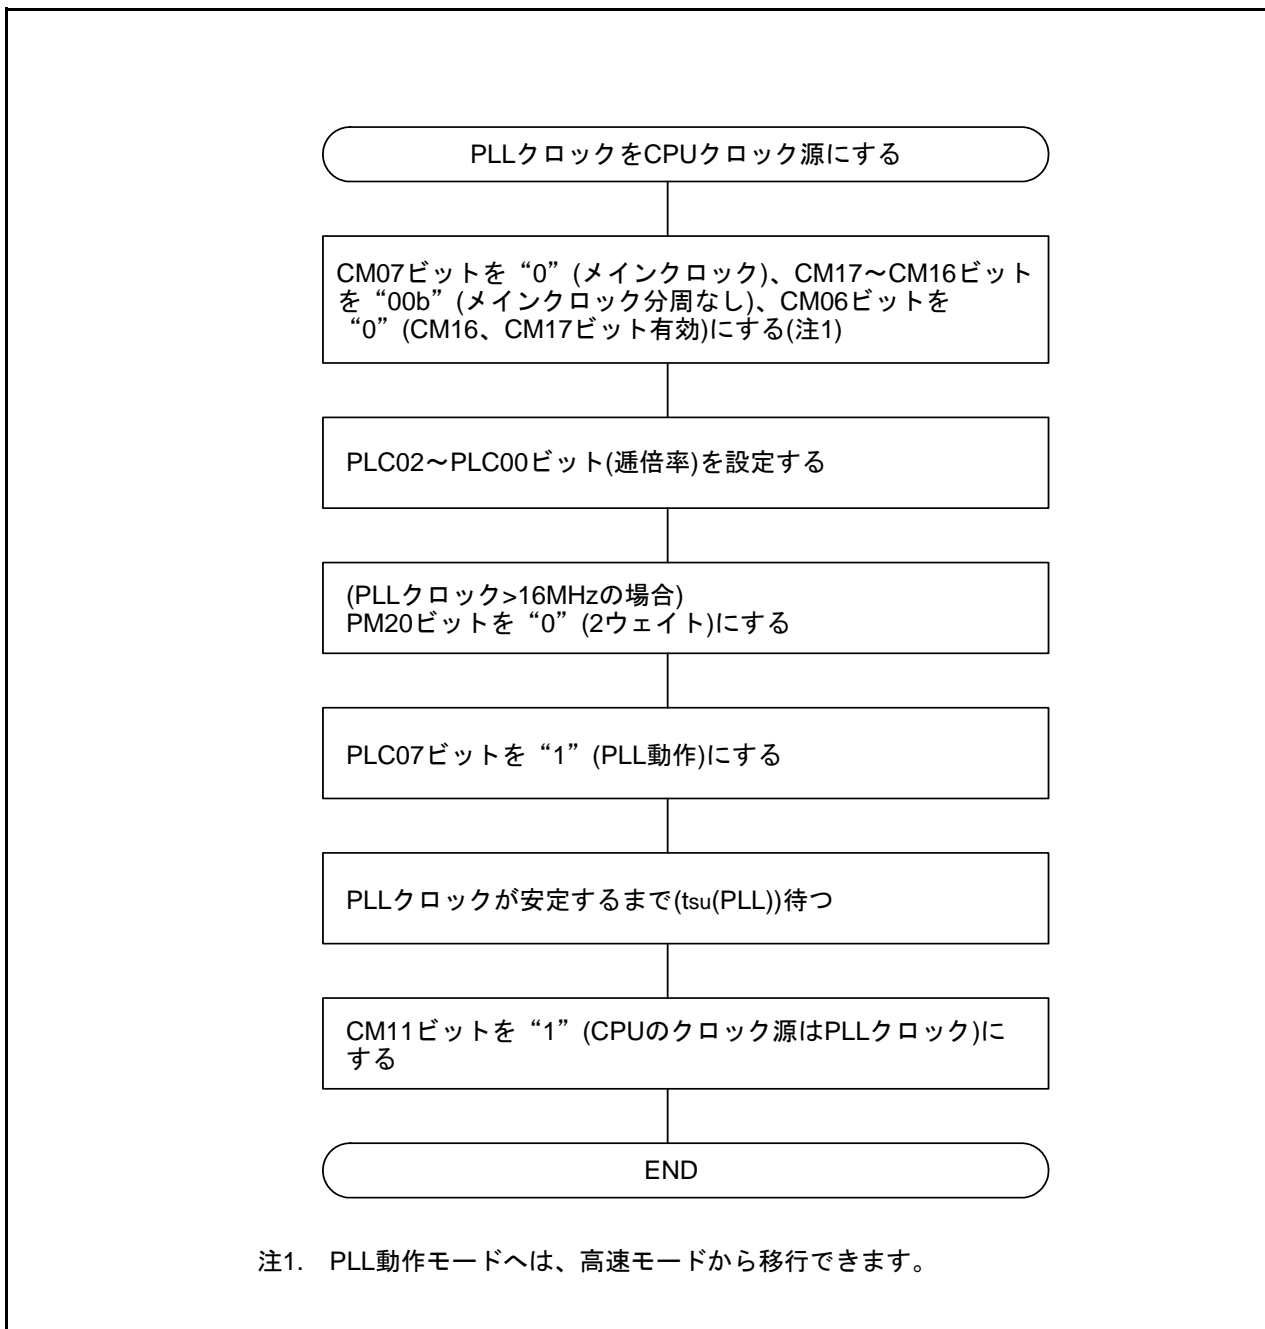 PLLクロックをCPUクロック源にする
CM07ビットを“0”(メインクロック)、CM17～CM16ビット
を“00b”(メインクロック分周なし)、CM06ビットを
“0”(CM16、CM17ビット有効)にする(注1)
PLC02～PLC00ビット(逓倍率)を設定する
(PLLクロック>16MHzの場合)
PM20ビットを“0”(2ウェイト)にする
PLC07ビットを“1”(PLL動作)にする
PLLクロックが安定するまで(tsu(PLL))待つ
CM11ビットを“1”(CPUのクロック源はPLLクロック)に
する
END
注1. PLL動作モードへは、高速モードから移行できます。